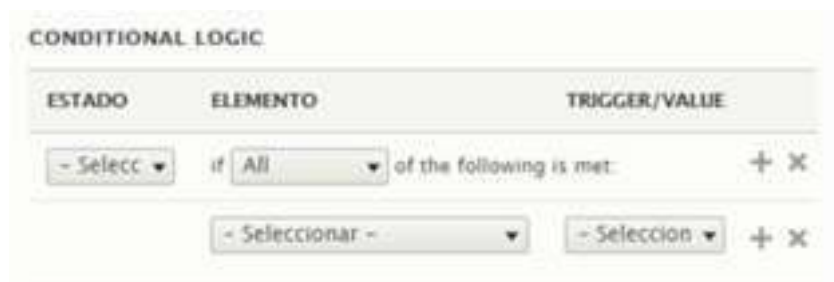 CONDITIONAL LOGIC
ESTADO ELEMENTO TRIGGER/VALUE
- Selecc if All of the following is met:
- Seleccionar - - Seleccion